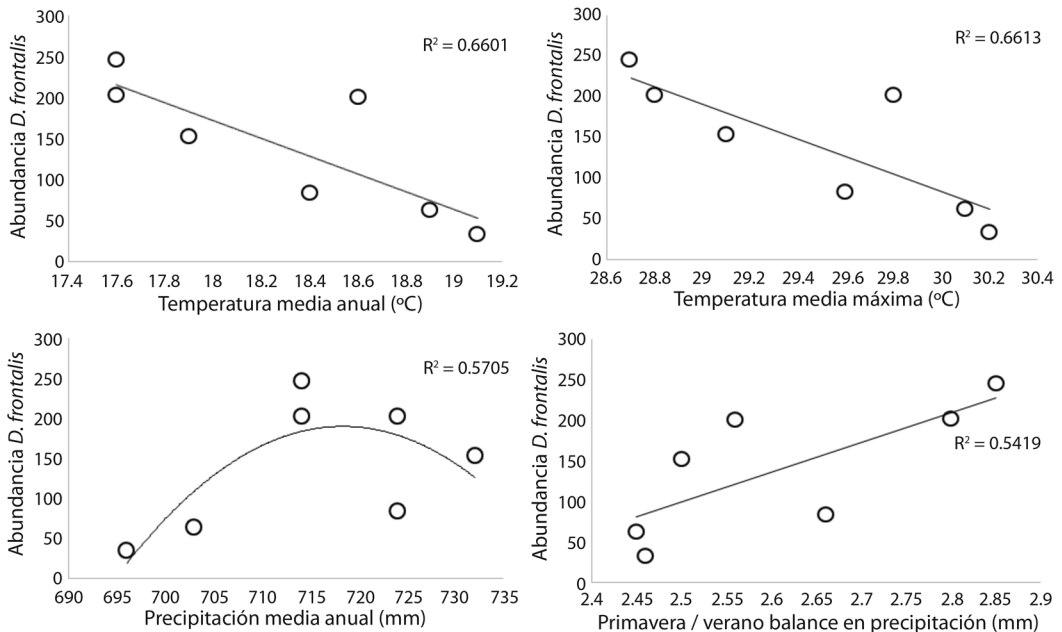 300
250
200
150
100
50
0
Abundancia D. frontalis
R² = 0.6601
17.4 17.6 17.8 18 18.2 18.4 18.6 18.8 19 19.2
Temperatura media anual (ºC)
300
250
200
150
100
50
0
Abundancia D. frontalis
R² = 0.6613
28.6 28.8 29 29.2 29.4 29.6 29.8 30 30.2 30.4
Temperatura media máxima (ºC)
300
250
200
150
100
50
0
Abundancia D. frontalis
R² = 0.5705
690 695 700 705 710 715 720 725 730 735
Precipitación media anual (mm)
300
250
200
150
100
50
0
Abundancia D. frontalis
R² = 0.5419
2.4 2.45 2.5 2.55 2.6 2.65 2.7 2.75 2.8 2.85 2.9
Primavera / verano balance en precipitación (mm)